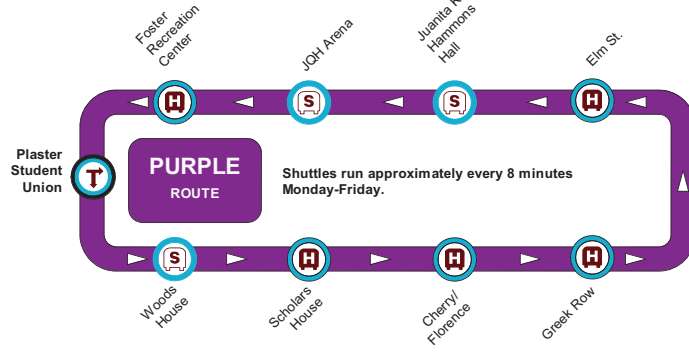 Foster
Recreation
Center
JQH Arena
Juanita K
Hammons
Hall
Elm St.
H
S
S
H
Plaster
Student
Union
T
PURPLE
ROUTE
Shuttles run approximately every 8 minutes
Monday-Friday.
S
H
H
H
Woods
House
Scholars
House
Cherry/
Florence
Greek Row